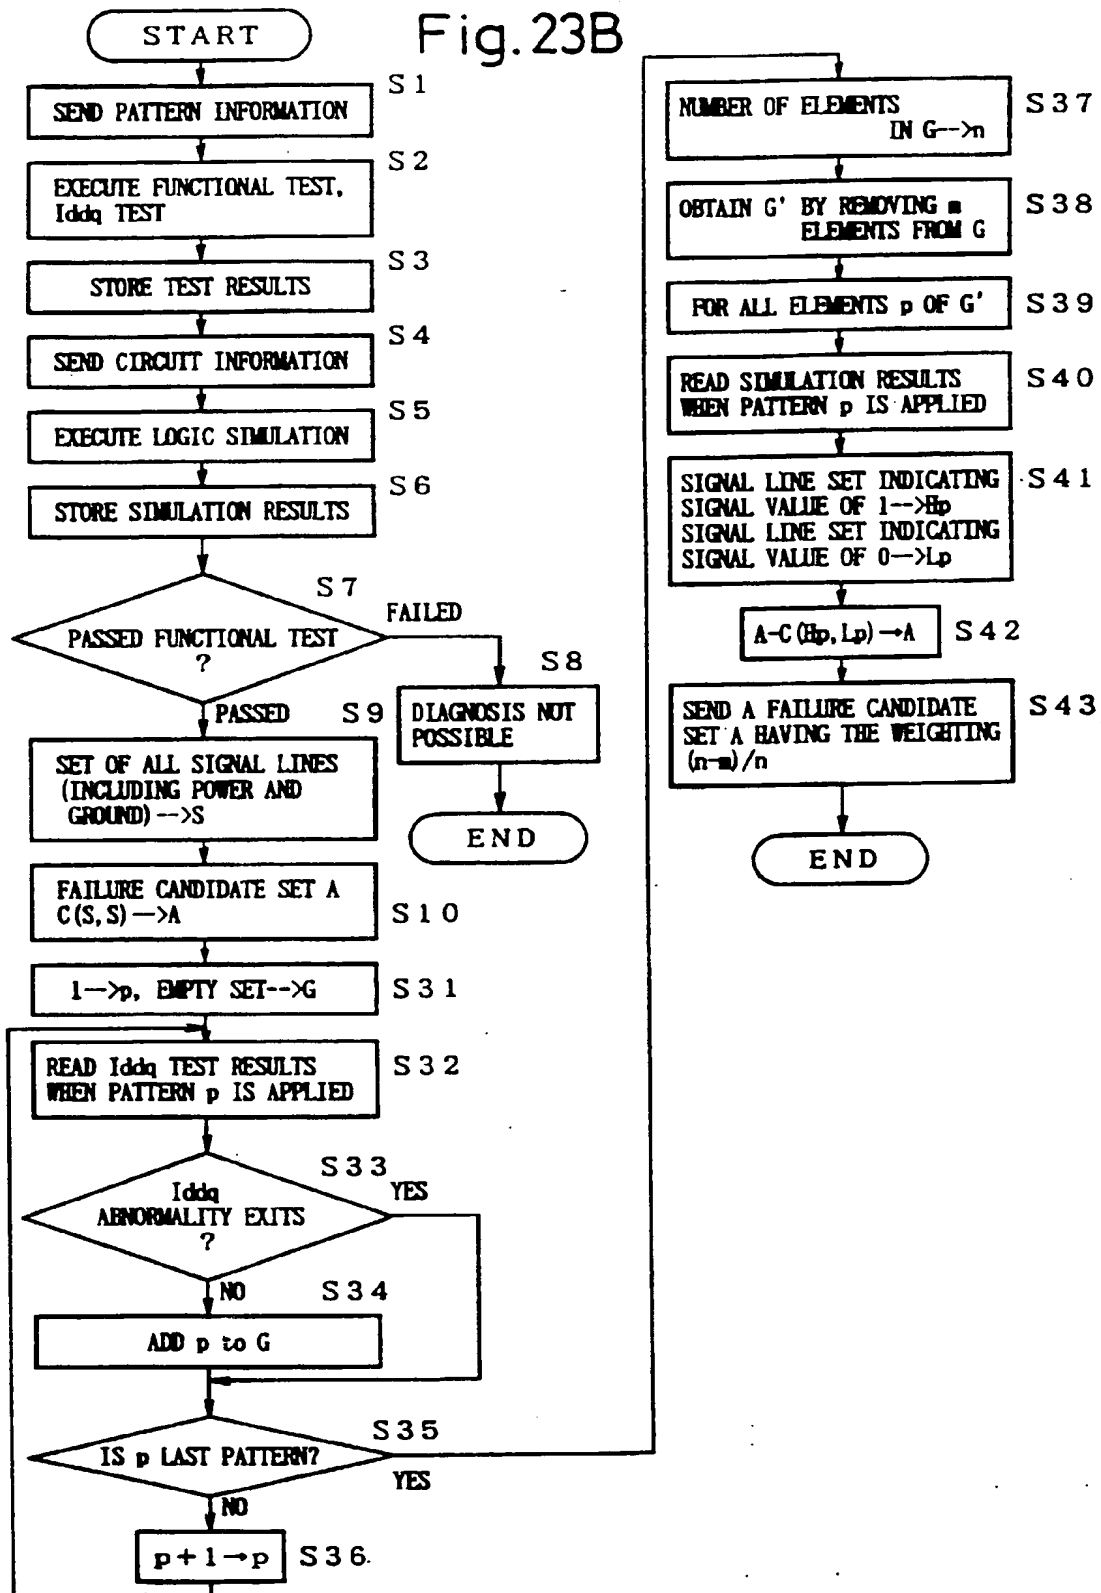 Fig. 23B
START
S1
SEND PATTERN INFORMATION
S2
EXECUTE FUNCTIONAL TEST,
Iddq TEST
S3
STORE TEST RESULTS
S4
SEND CIRCUIT INFORMATION
S5
EXECUTE LOGIC SIMULATION
S6
STORE SIMULATION RESULTS
S7
PASSED FUNCTIONAL TEST
?
FAILED
S8
DIAGNOSIS NOT
POSSIBLE
END
PASSED
S9
SET OF ALL SIGNAL LINES
(INCLUDING POWER AND
GROUND)-->S
FAILURE CANDIDATE SET A
C(S,S)-->A
S10
1-->p, EMPTY SET-->G
S31
READ Iddq TEST RESULTS
WHEN PATTERN p IS APPLIED
S32
S33
Iddq
ABNORMALITY EXITS
?
YES
NO
S34
ADD p to G
S35
IS p LAST PATTERN?
YES
NO
p+1→p
S36
NUMBER OF ELEMENTS
IN G-->n
S37
OBTAIN G' BY REMOVING m
ELEMENTS FROM G
S38
FOR ALL ELEMENTS p OF G'
S39
READ SIMULATION RESULTS
WHEN PATTERN p IS APPLIED
S40
SIGNAL LINE SET INDICATING
SIGNAL VALUE OF 1-->Hp
SIGNAL LINE SET INDICATING
SIGNAL VALUE OF 0-->Lp
S41
A-C(Hp,Lp)→A
S42
SEND A FAILURE CANDIDATE
SET A HAVING THE WEIGHTING
(n-m)/n
S43
END